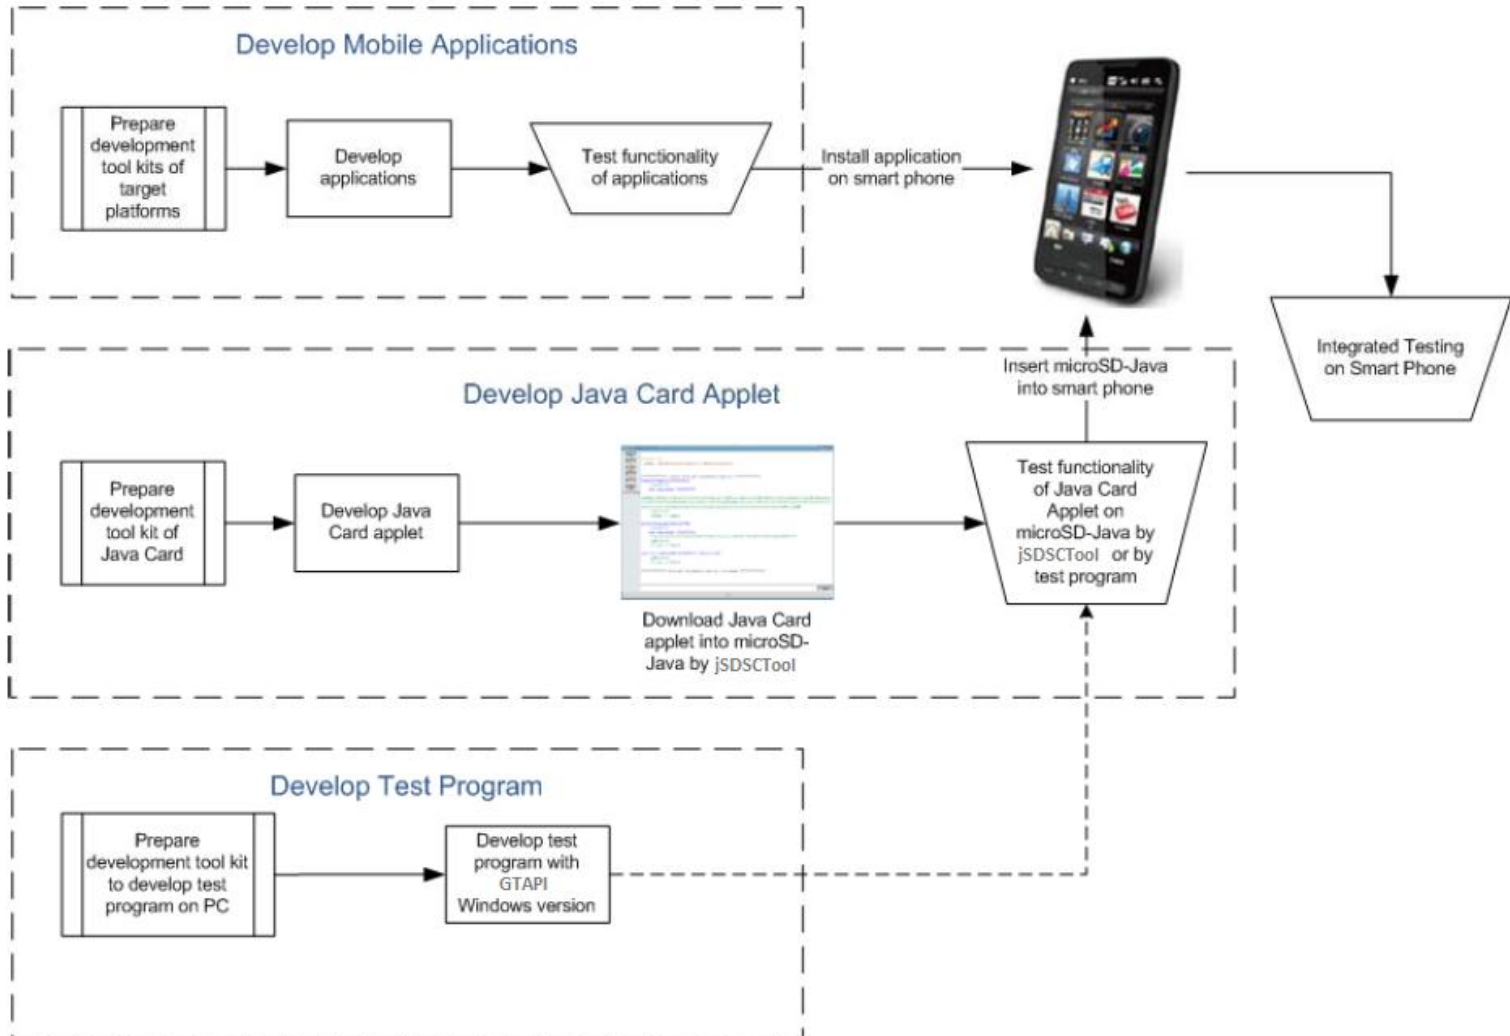 Develop Mobile Applications
Prepare
development
tool kits of
target
platforms
Develop
applications
Test functionality
of applications
Install application
on smart phone
Integrated Testing
on Smart Phone
Insert microSD-Java
into smart phone
Develop Java Card Applet
Prepare
development
tool kit of
Java Card
Develop Java
Card applet
Download Java Card
applet into microSD-
Java by jSDSCTool
Test functionality
of Java Card
Applet on
microSD-Java by
jSDSCTool or by
test program
Develop Test Program
Prepare
development tool kit
to develop test
program on PC
Develop test
program with
GTAPI
Windows version